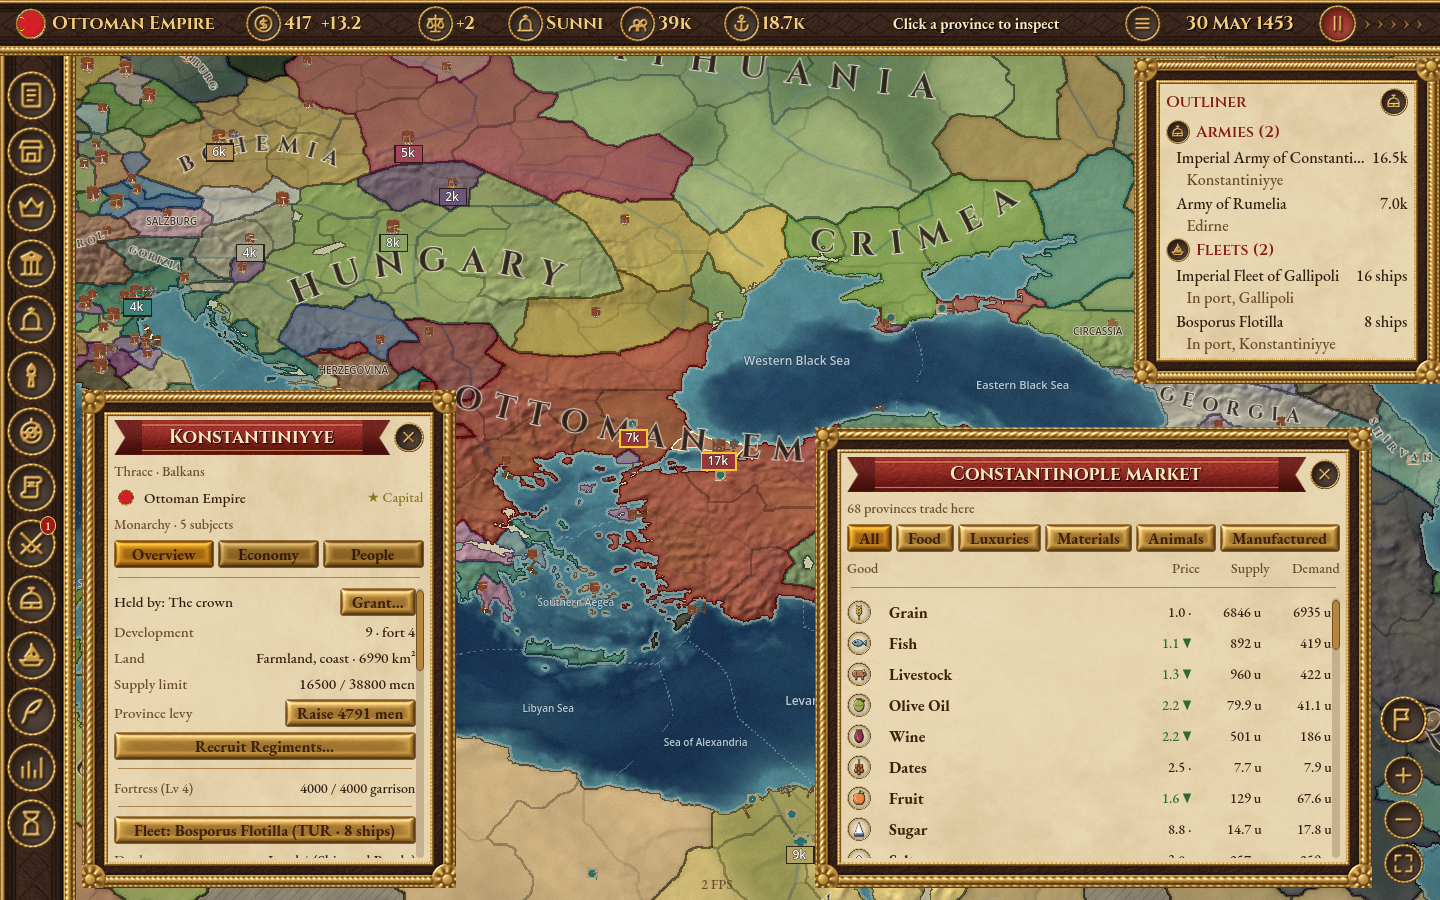 OTTOMAN EMPIRE 417 +13.2 +2 SUNNI 39K 18.7K Click a province to inspect 30 MAY 1453
LITHUANIA
BOHEMIA
6k
5k
2k
SALZBURG
GORIZIA
4k
8k
HUNGARY
CRIMEA
4k
HERZEGOVINA
CIRCASSIA
Western Black Sea
Eastern Black Sea
GEORGIA
SHIRVAN
OTTOMAN EM
7k
17k
Southern Aegea
Libyan Sea
Sea of Alexandria
Levan
9k
2 FPS
OUTLINER
ARMIES (2)
Imperial Army of Constanti... 16.5k
Konstantiniyye
Army of Rumelia 7.0k
Edirne
FLEETS (2)
Imperial Fleet of Gallipoli 16 ships
In port, Gallipoli
Bosporus Flotilla 8 ships
In port, Konstantiniyye
1
KONSTANTINIYYE
Thrace · Balkans
Ottoman Empire ★ Capital
Monarchy · 5 subjects
Overview Economy People
Held by: The crown Grant...
Development 9 · fort 4
Land Farmland, coast · 6990 km²
Supply limit 16500 / 38800 men
Province levy Raise 4791 men
Recruit Regiments...
Fortress (Lv 4) 4000 / 4000 garrison
Fleet: Bosporus Flotilla (TUR · 8 ships)
CONSTANTINOPLE MARKET
68 provinces trade here
All Food Luxuries Materials Animals Manufactured
Good Price Supply Demand
Grain 1.0 · 6846 u 6935 u
Fish 1.1 ▼ 892 u 419 u
Livestock 1.3 ▼ 960 u 422 u
Olive Oil 2.2 ▼ 79.9 u 41.1 u
Wine 2.2 ▼ 501 u 186 u
Dates 2.5 · 7.7 u 7.9 u
Fruit 1.6 ▼ 129 u 67.6 u
Sugar 8.8 · 14.7 u 17.8 u